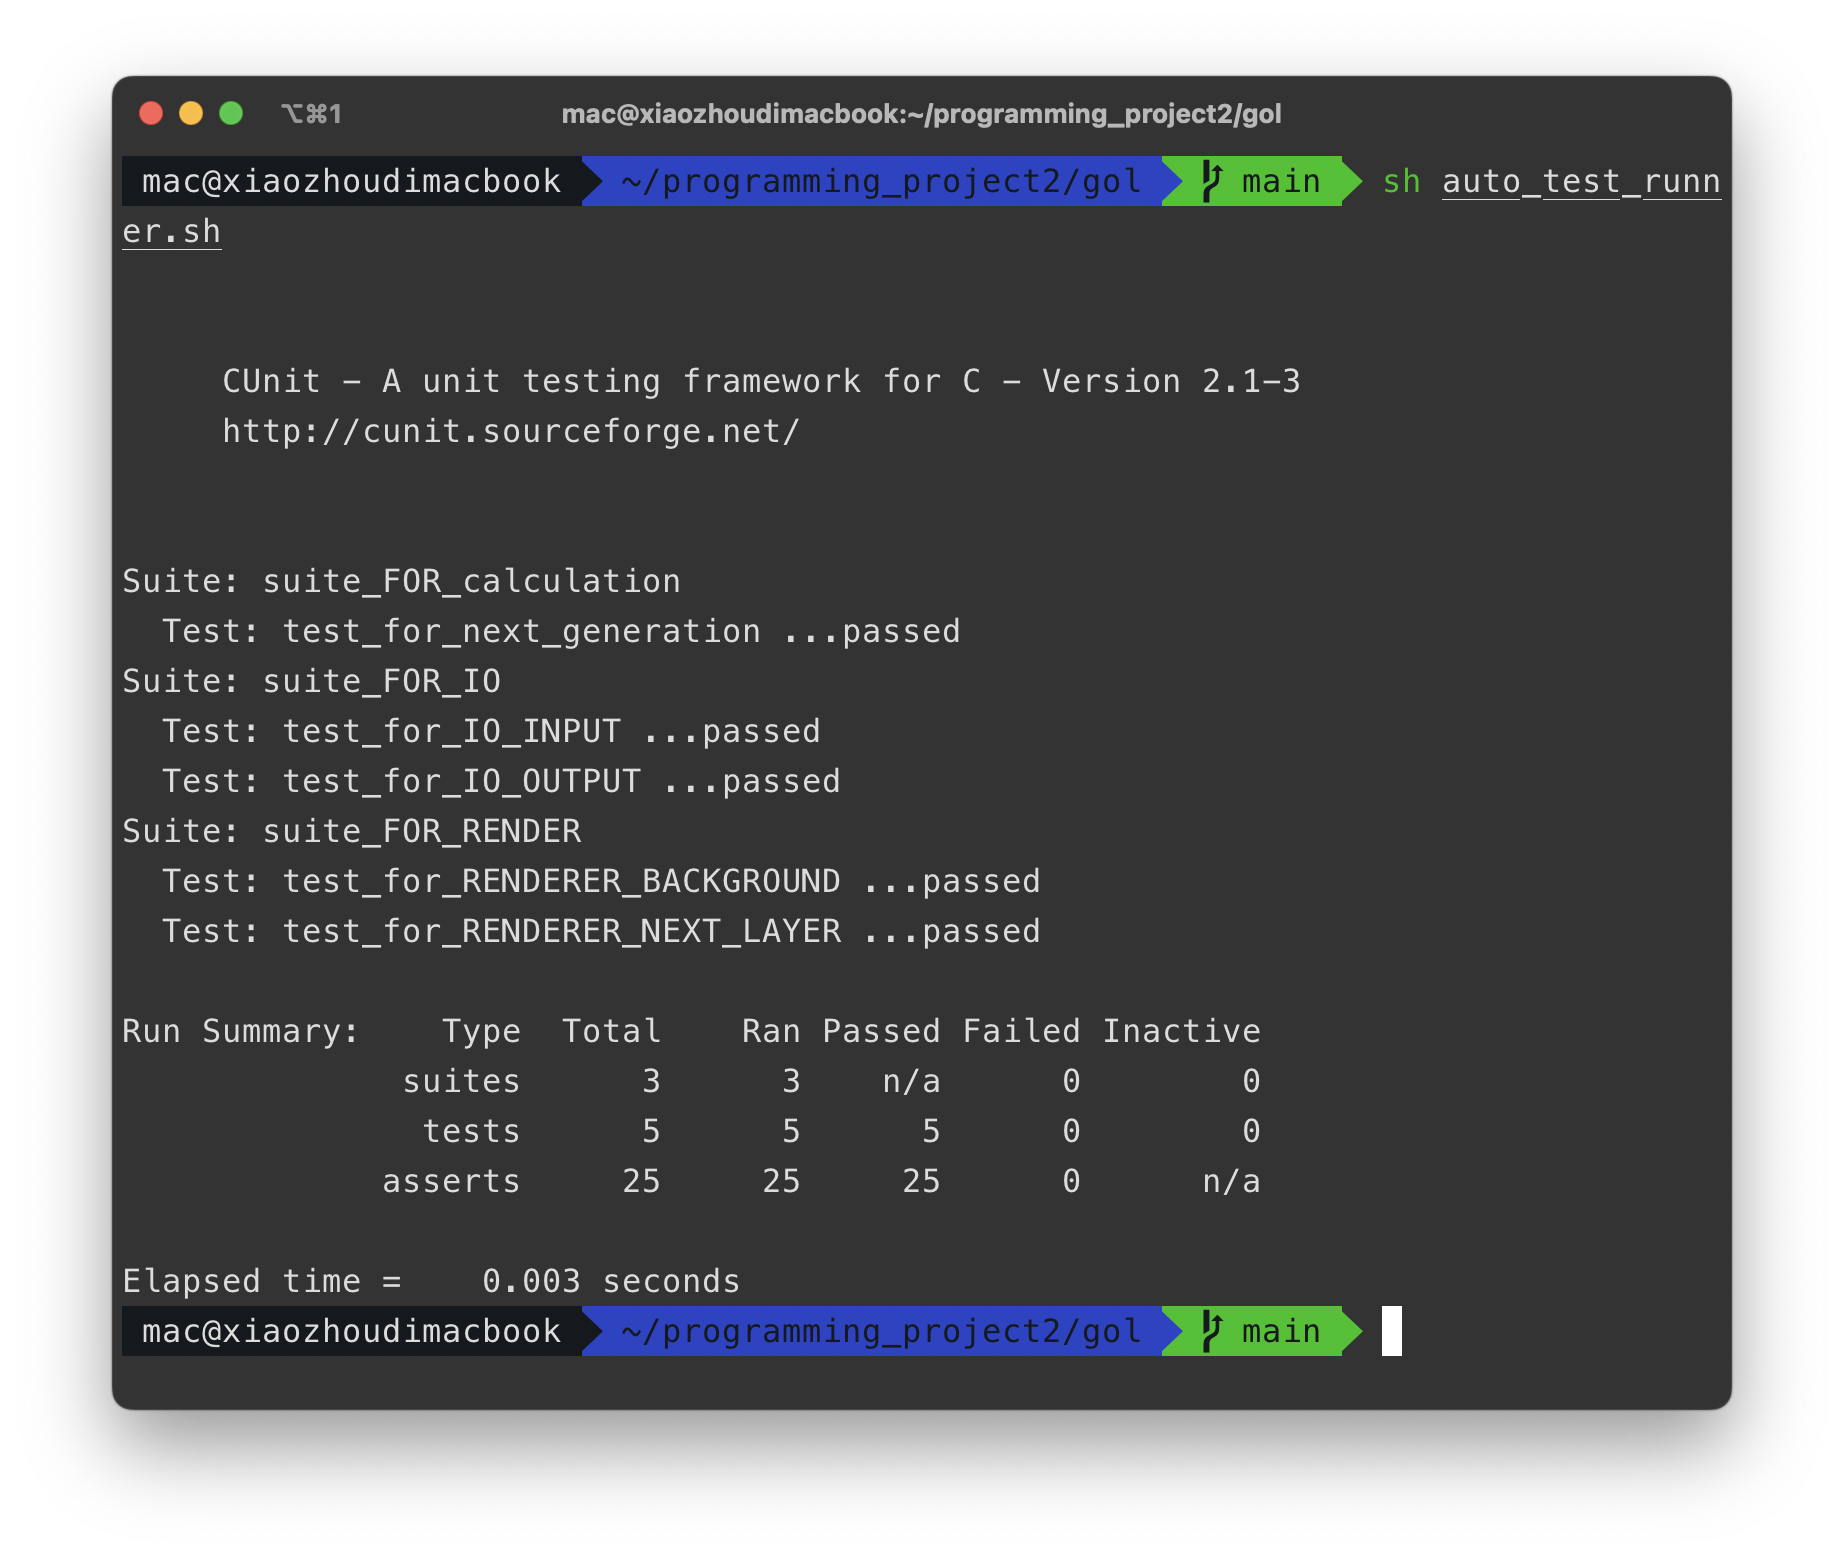 ⌥⌘1
mac@xiaozhoudimacbook:~/programming_project2/gol
mac@xiaozhoudimacbook ~/programming_project2/gol main sh auto_test_runn
er.sh
CUnit - A unit testing framework for C - Version 2.1-3
http://cunit.sourceforge.net/
Suite: suite_FOR_calculation
Test: test_for_next_generation ...passed
Suite: suite_FOR_IO
Test: test_for_IO_INPUT ...passed
Test: test_for_IO_OUTPUT ...passed
Suite: suite_FOR_RENDER
Test: test_for_RENDERER_BACKGROUND ...passed
Test: test_for_RENDERER_NEXT_LAYER ...passed
Run Summary: Type Total Ran Passed Failed Inactive
suites 3 3 n/a 0 0
tests 5 5 5 0 0
asserts 25 25 25 0 n/a
Elapsed time = 0.003 seconds
mac@xiaozhoudimacbook ~/programming_project2/gol main